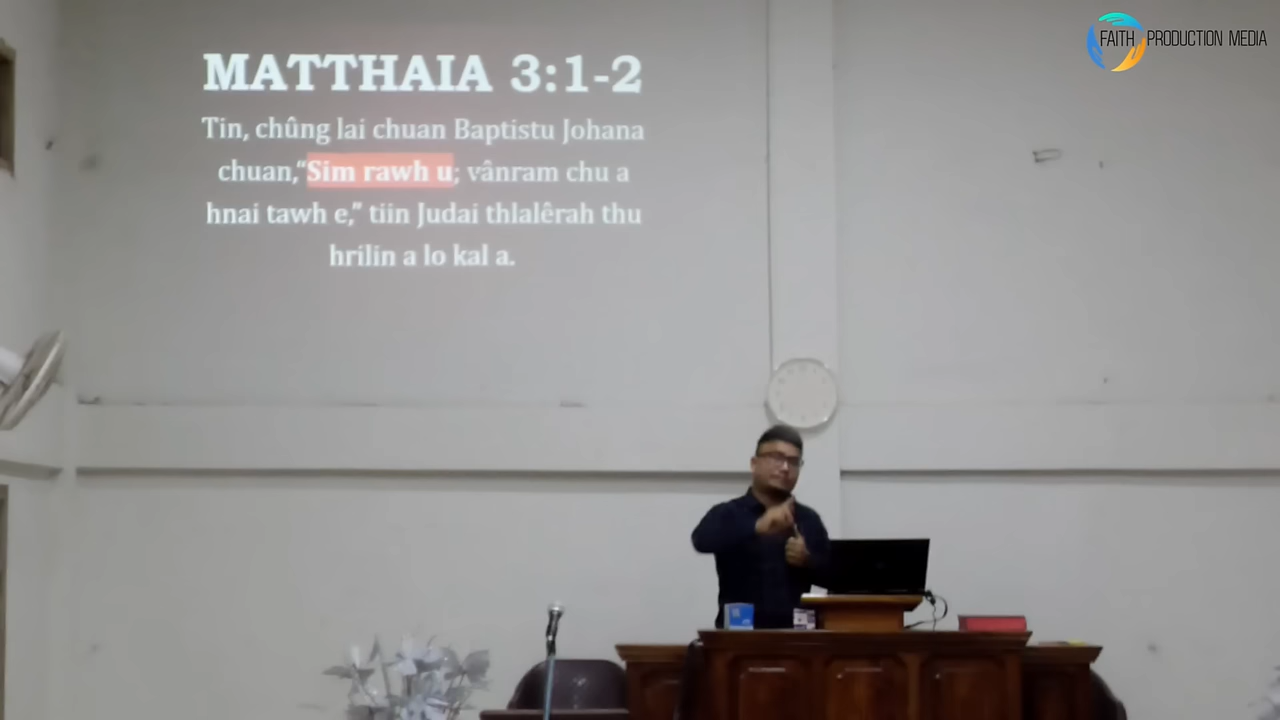 FAITH PRODUCTION MEDIA
MATTHAIA 3:1-2
Tin, chûng lai chuan Baptistu Johana
chuan,“Sim rawh u; vânram chu a
hnai tawh e,” tiin Judai thlalêrah thu
hrilin a lo kal a.